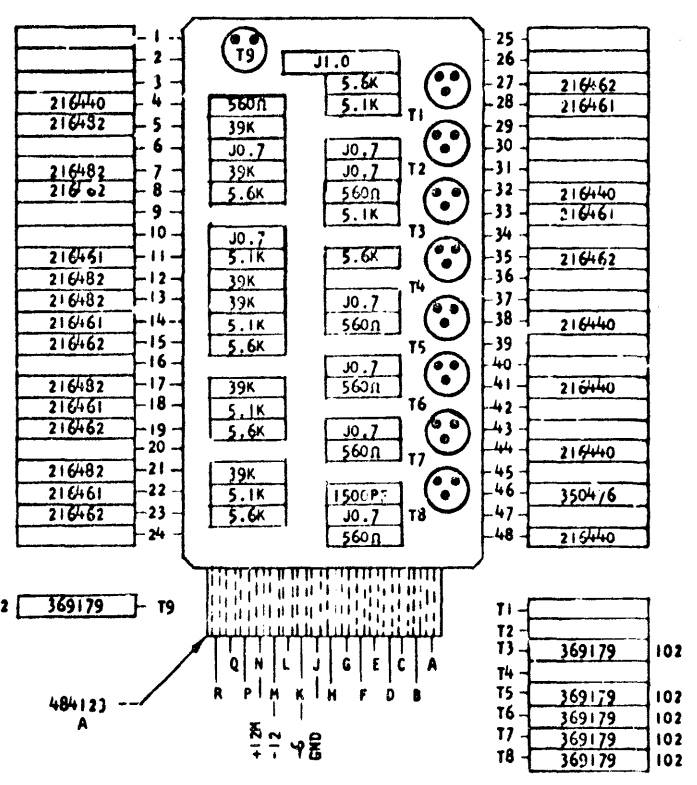 T9
J1.0
1
2
3
4 216440 560Ω
5 216482 39K
6 J0.7
7 216482 39K
8 5.6K
9
10 J0.7
11 216461 5.1K
12 216482 39K
13 216482 39K
14 216461 5.1K
15 216462 5.6K
16
17 216482 39K
18 216461 5.1K
19 216462 5.6K
20
21 216482 39K
22 216461 5.1K
23 216462 5.6K
24
25
26
5.6K 27 216462
5.1K 28 216461
T1
29
J0.7 30
J0.7 T2 31
560Ω 32 216440
5.1K 33 216461
T3 34
5.6K 35 216462
36
T4
J0.7 37
560Ω 38 216440
T5 39
J0.7 40
560Ω 41 216440
T6 42
J0.7 43
560Ω T7 44 216440
45
1500PF 46
J0.7 T8 47
560Ω 48 216440
2 369179 T9
R Q P N M L K J H G F E D C B A
+12M -12 -6 GND
484123
A
T1
T2
T3 369179 102
T4
T5 369179 102
T6 369179 102
T7 369179 102
T8 369179 102